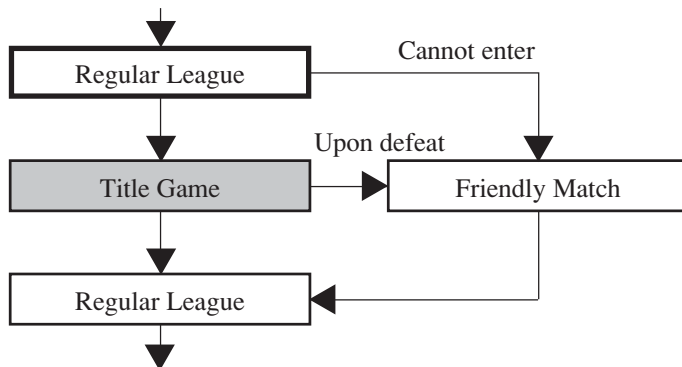 Cannot enter
Regular League
Upon defeat
Title Game
Friendly Match
Regular League